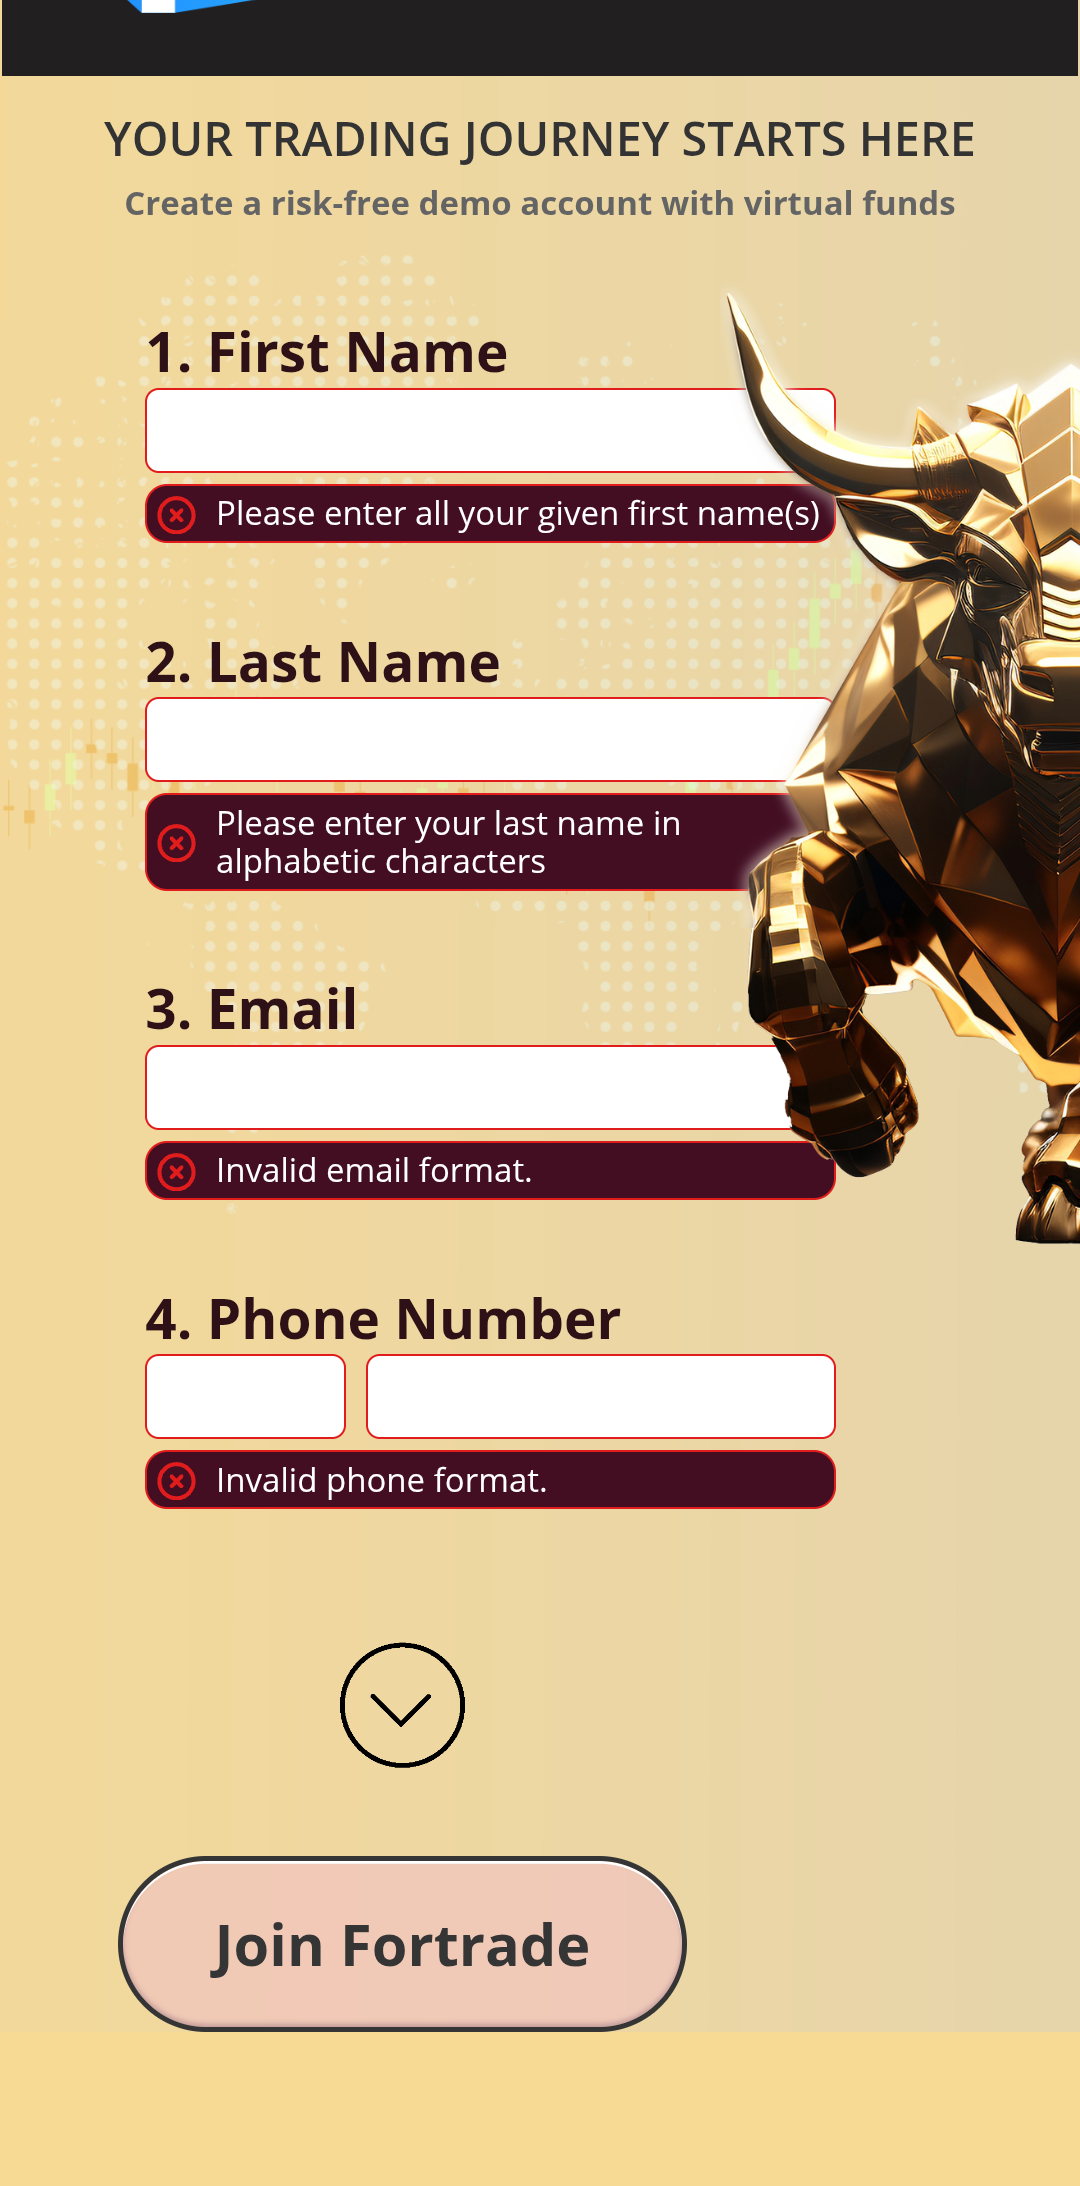 YOUR TRADING JOURNEY STARTS HERE
Create a risk-free demo account with virtual funds
1. First Name
Please enter all your given first name(s)
2. Last Name
Please enter your last name in
alphabetic characters
3. Email
Invalid email format.
4. Phone Number
Invalid phone format.
Join Fortrade